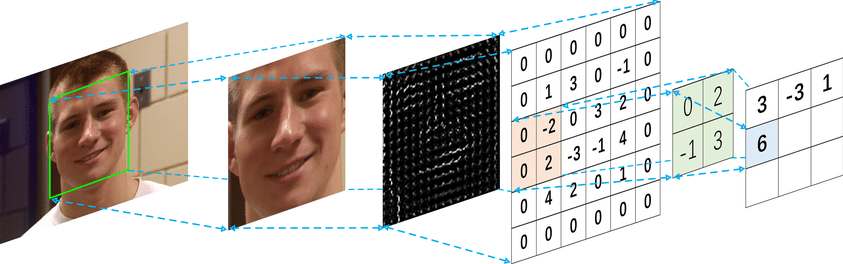 0 0 0 0 0 0
0 1 3 0 -1 0
0 -2 0 3 2 0
0 2 -3 -1 4 0
0 4 2 0 1 0
0 0 0 0 0 0
0 2
-1 3
3 -3 1
6